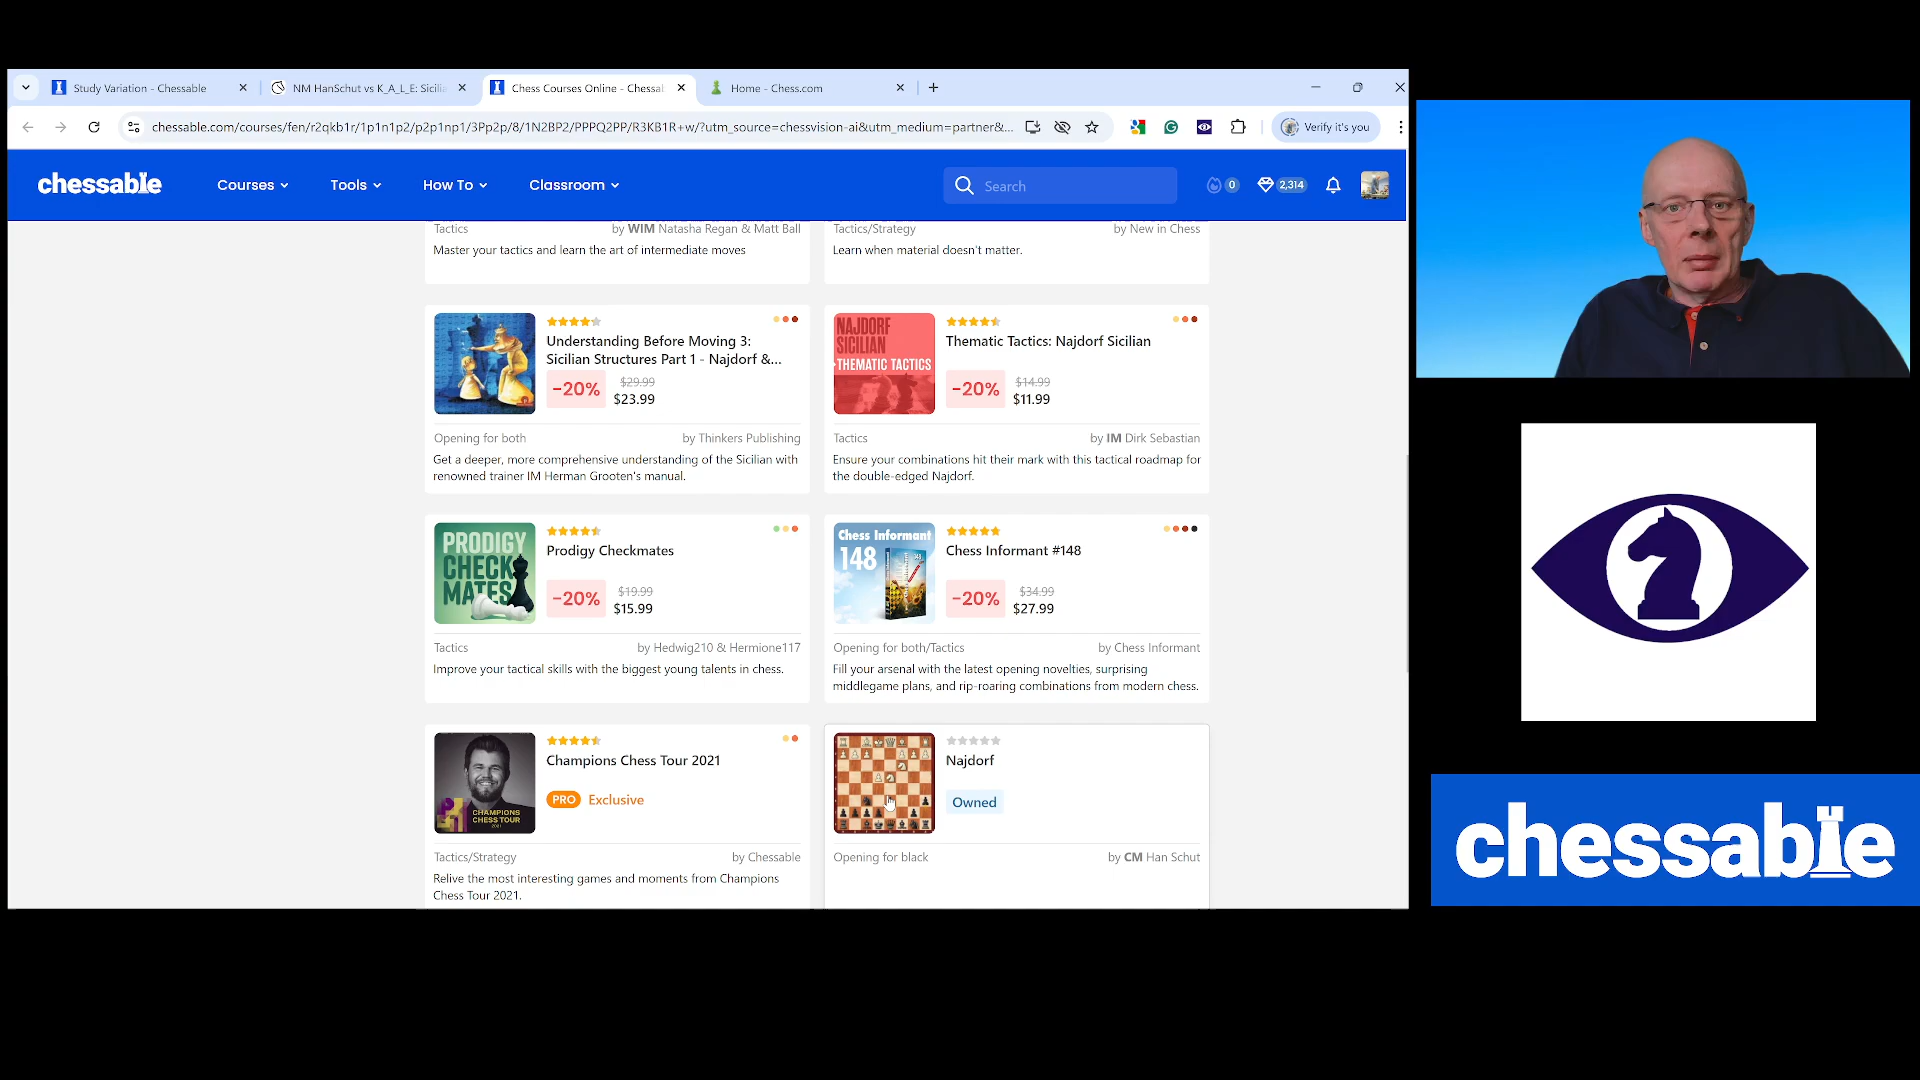 Study Variation - Chessable
NM HanSchut vs K_A_L_E: Sicilia
Chess Courses Online - Chessab
Home - Chess.com
chessable.com/courses/fen/r2qkb1r/1p1n1p2/p2p1np1/3Pp2p/8/1N2BP2/PPPQ2PP/R3KB1R+w/?utm_source=chessvision-ai&utm_medium=partner&...
Verify it's you
chessable
Courses
Tools
How To
Classroom
Search
0
2,314
Tactics
by WIM Natasha Regan & Matt Ball
Master your tactics and learn the art of intermediate moves
Tactics/Strategy
by New in Chess
Learn when material doesn't matter.
Understanding Before Moving 3:
Sicilian Structures Part 1 - Najdorf &...
-20%
$29.99
$23.99
Opening for both
by Thinkers Publishing
Get a deeper, more comprehensive understanding of the Sicilian with
renowned trainer IM Herman Grooten's manual.
NAJDORF
SICILIAN
THEMATIC TACTICS
Thematic Tactics: Najdorf Sicilian
-20%
$14.99
$11.99
Tactics
by IM Dirk Sebastian
Ensure your combinations hit their mark with this tactical roadmap for
the double-edged Najdorf.
PRODIGY
CHECK
MATES
Prodigy Checkmates
-20%
$19.99
$15.99
Tactics
by Hedwig210 & Hermione117
Improve your tactical skills with the biggest young talents in chess.
Chess Informant
148
Chess Informant #148
-20%
$34.99
$27.99
Opening for both/Tactics
by Chess Informant
Fill your arsenal with the latest opening novelties, surprising
middlegame plans, and rip-roaring combinations from modern chess.
CHAMPIONS
CHESS TOUR
2021
Champions Chess Tour 2021
PRO Exclusive
Tactics/Strategy
by Chessable
Relive the most interesting games and moments from Champions
Chess Tour 2021.
Najdorf
Owned
Opening for black
by CM Han Schut
chessable